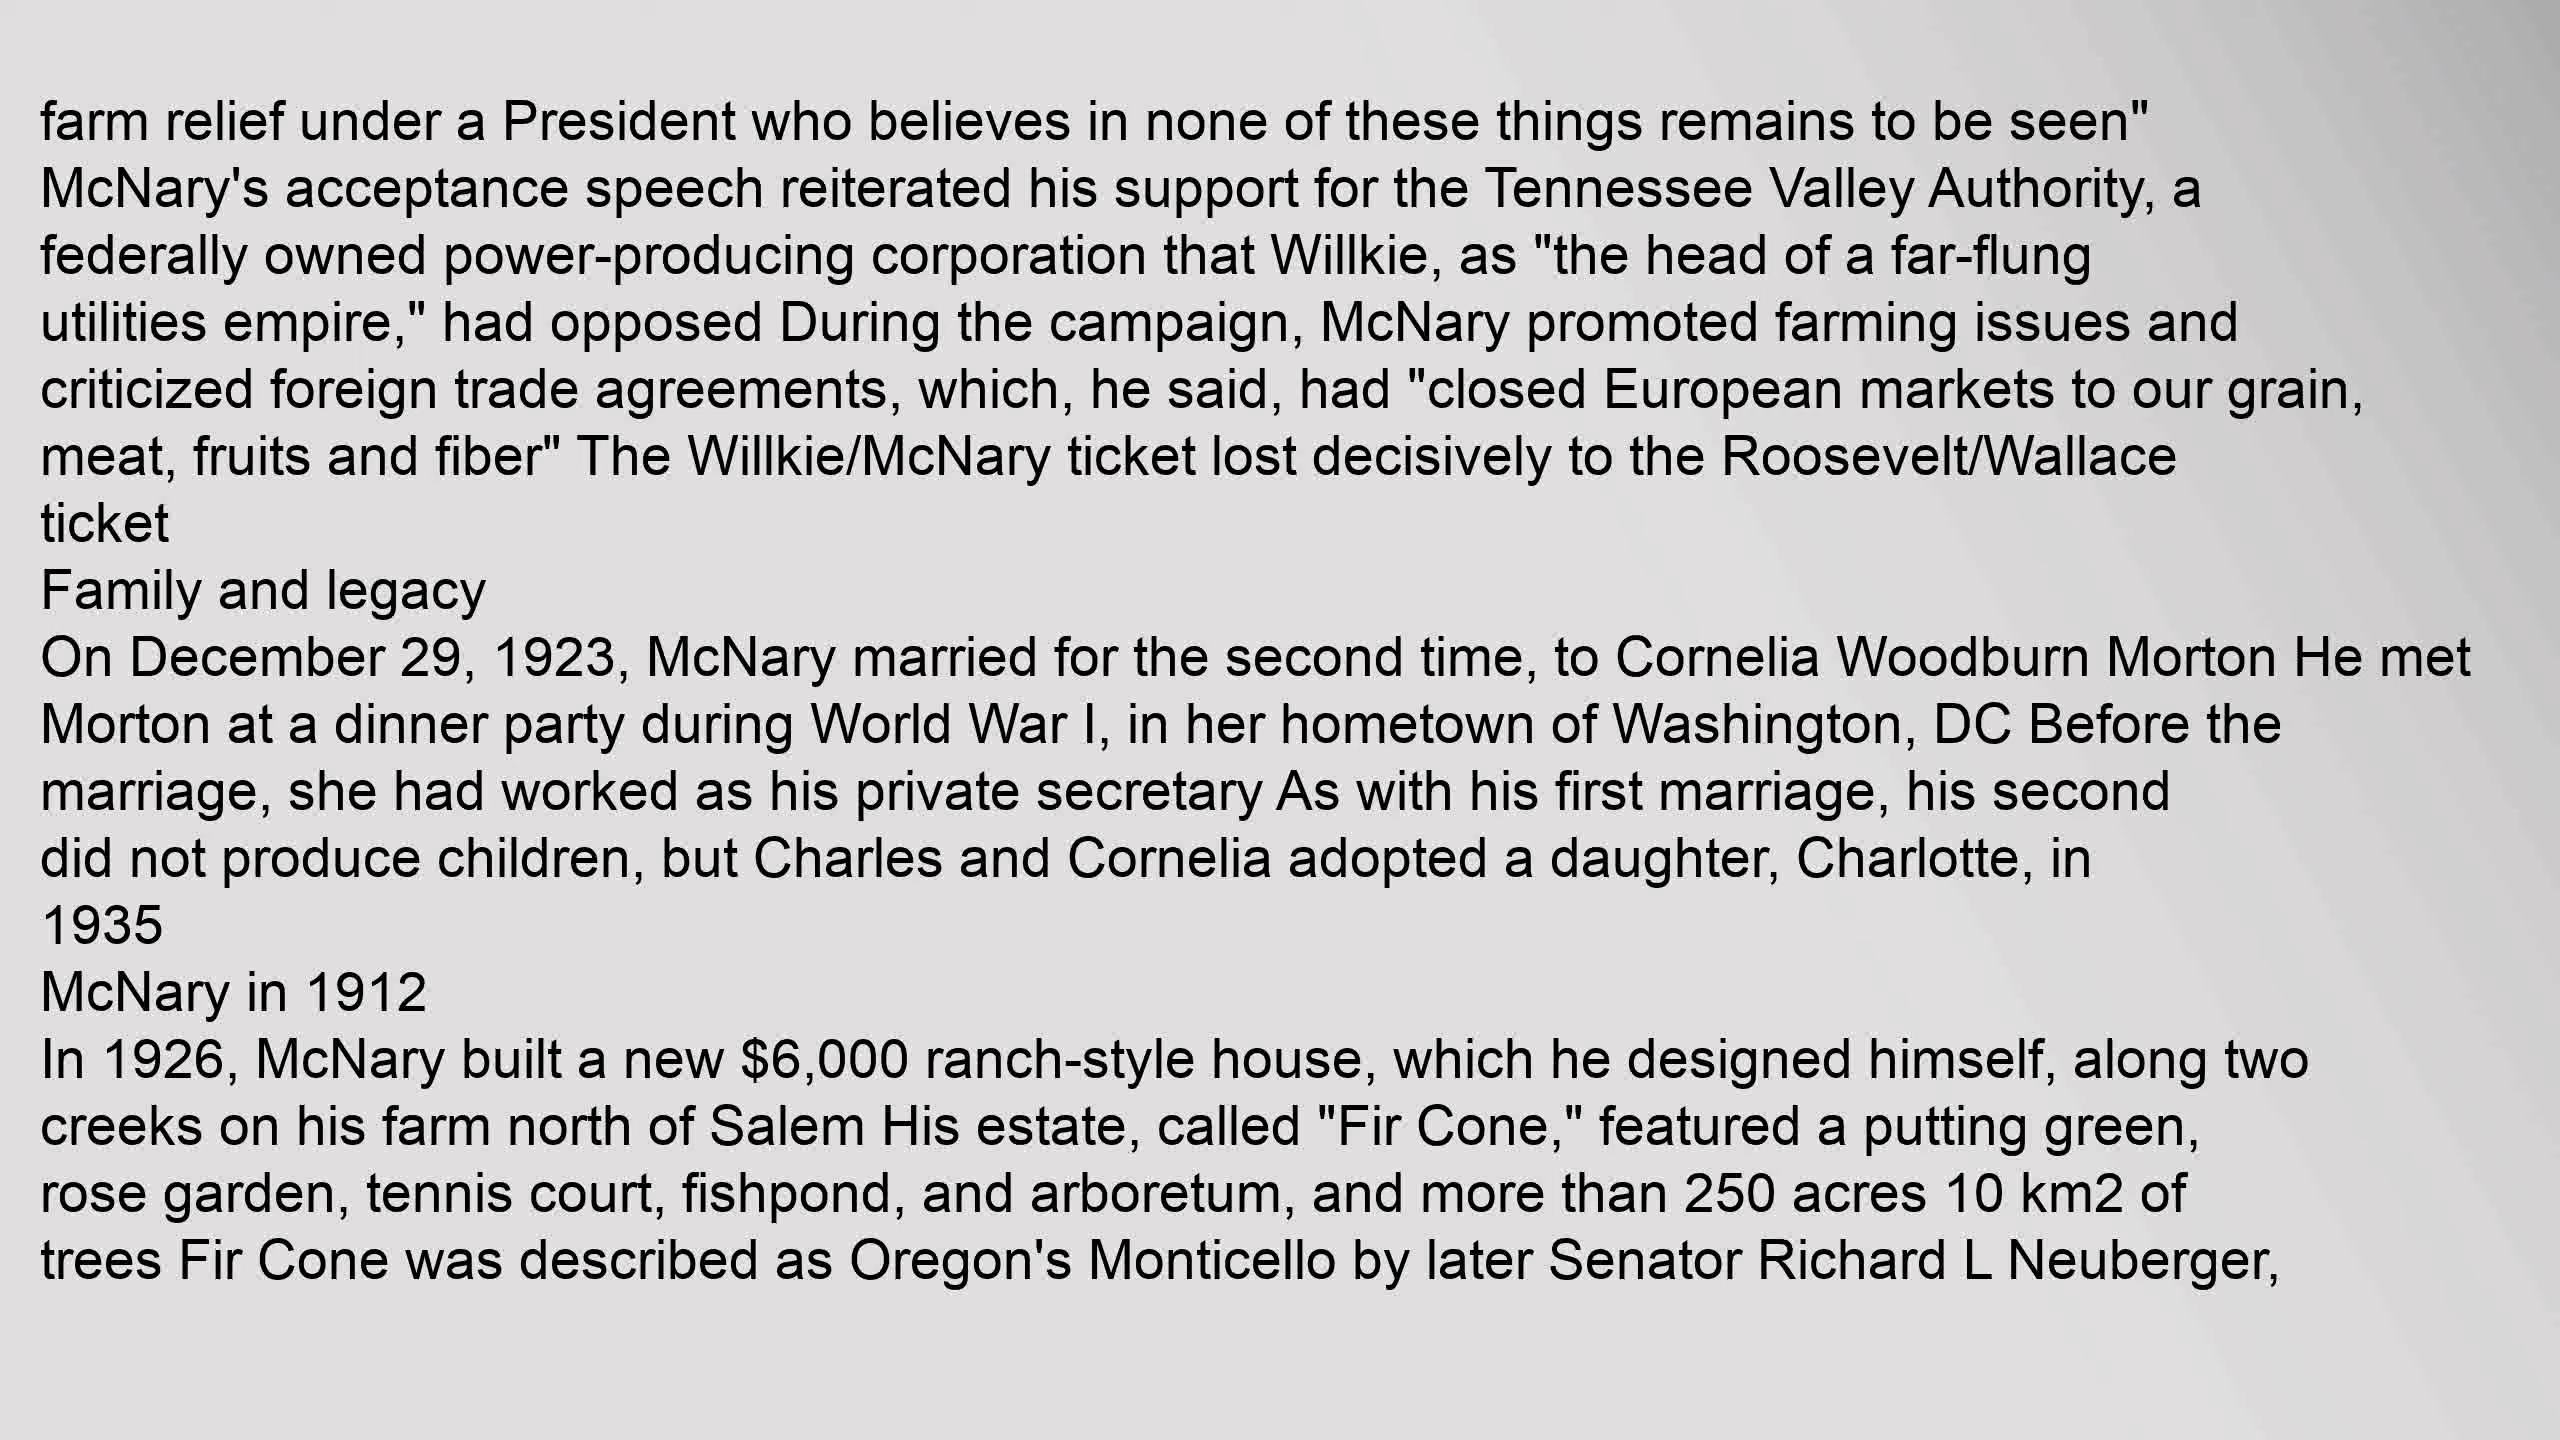 farm relief under a President who believes in none of these things remains to be seen"
McNary's acceptance speech reiterated his support for the Tennessee Valley Authority, a
federally owned power-producing corporation that Willkie, as "the head of a far-flung
utilities empire," had opposed During the campaign, McNary promoted farming issues and
criticized foreign trade agreements, which, he said, had "closed European markets to our grain,
meat, fruits and fiber" The Willkie/McNary ticket lost decisively to the Roosevelt/Wallace
ticket
Family and legacy
On December 29, 1923, McNary married for the second time, to Cornelia Woodburn Morton He met
Morton at a dinner party during World War I, in her hometown of Washington, DC Before the
marriage, she had worked as his private secretary As with his first marriage, his second
did not produce children, but Charles and Cornelia adopted a daughter, Charlotte, in
1935
McNary in 1912
In 1926, McNary built a new $6,000 ranch-style house, which he designed himself, along two
creeks on his farm north of Salem His estate, called "Fir Cone," featured a putting green,
rose garden, tennis court, fishpond, and arboretum, and more than 250 acres 10 km2 of
trees Fir Cone was described as Oregon's Monticello by later Senator Richard L Neuberger,